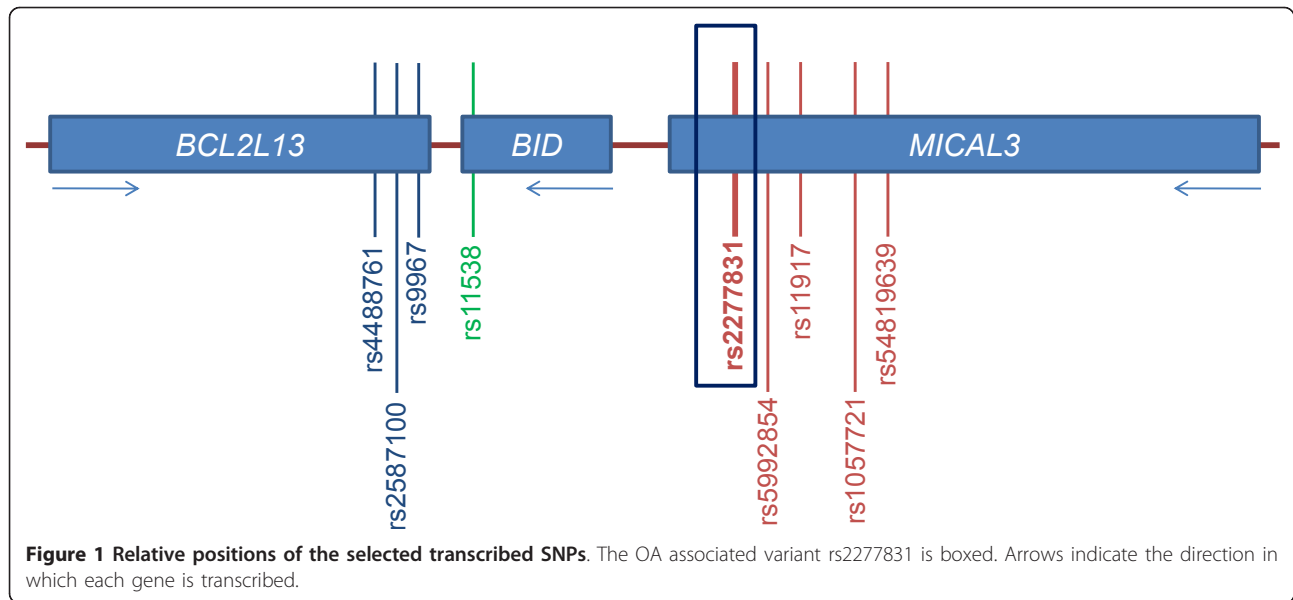 BCL2L13
BID
MICAL3
rs4488761
rs2587100
rs9967
rs11538
rs2277831
rs5992854
rs11917
rs1057721
rs54819639
Figure 1 Relative positions of the selected transcribed SNPs. The OA associated variant rs2277831 is boxed. Arrows indicate the direction in
which each gene is transcribed.